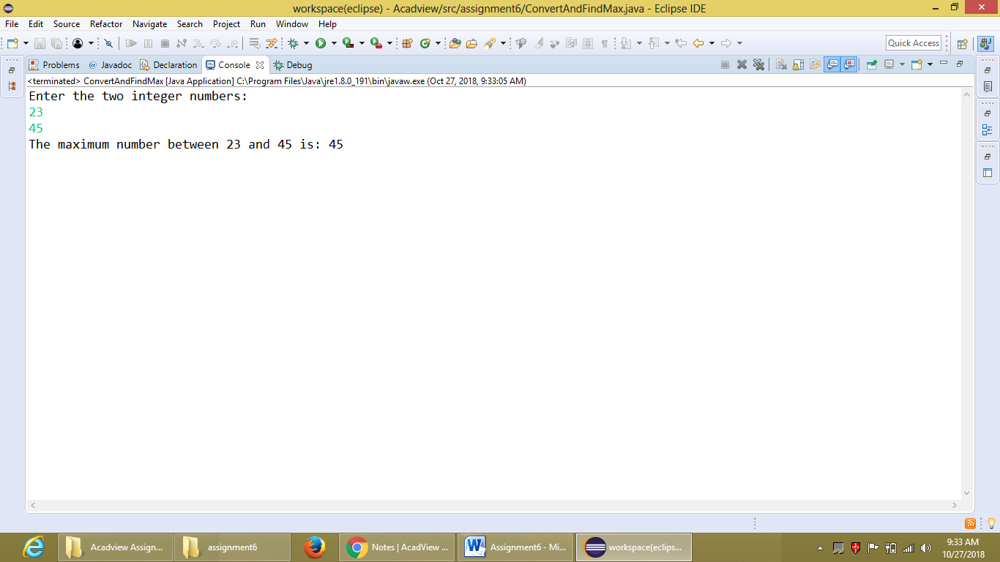 workspace(eclipse) - Acadview/src/assignment6/ConvertAndFindMax.java - Eclipse IDE
File Edit Source Refactor Navigate Search Project Run Window Help
Quick Access
Problems @ Javadoc Declaration Console Debug
<terminated> ConvertAndFindMax [Java Application] C:\Program Files\Java\jre1.8.0_191\bin\javaw.exe (Oct 27, 2018, 9:33:05 AM)
Enter the two integer numbers:
23
45
The maximum number between 23 and 45 is: 45
Acadview Assign... assignment6 Notes | AcadView ... Assignment6 - Mi... workspace(eclips...
9:33 AM
10/27/2018